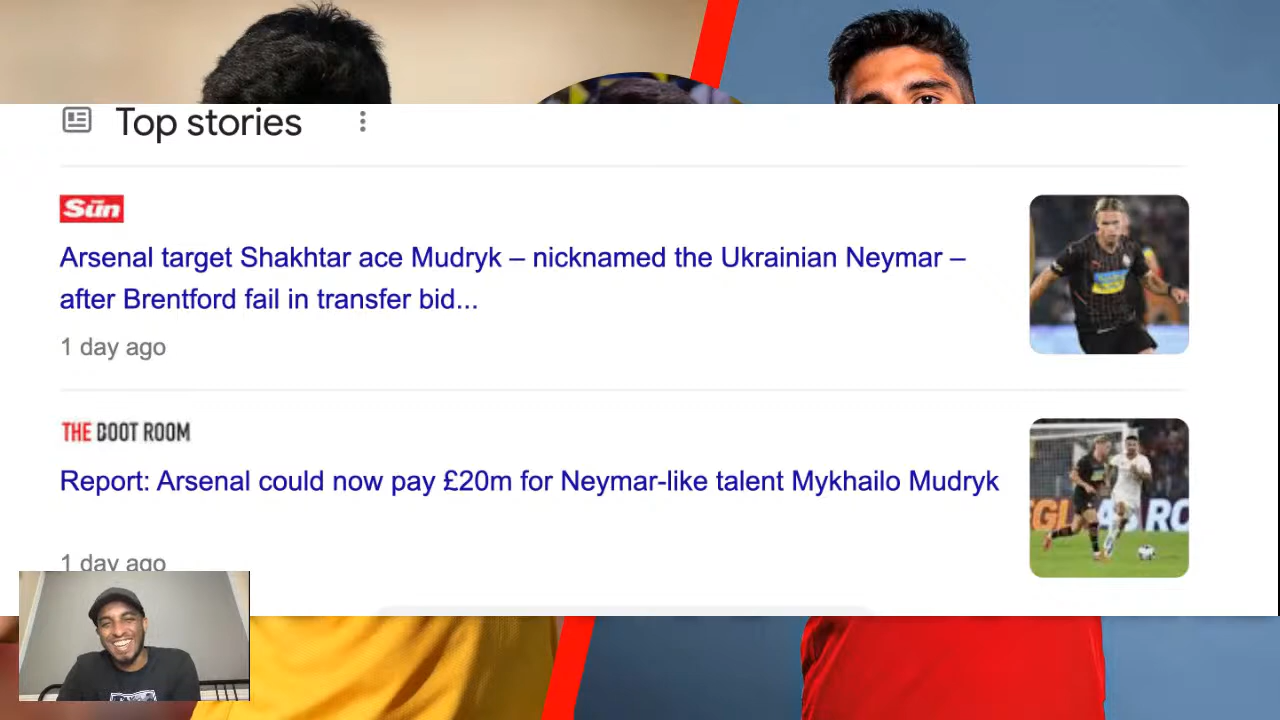 Top stories
The Sun
Arsenal target Shakhtar ace Mudryk – nicknamed the Ukrainian Neymar –
after Brentford fail in transfer bid...
1 day ago
THE BOOT ROOM
Report: Arsenal could now pay £20m for Neymar-like talent Mykhailo Mudryk
1 day ago